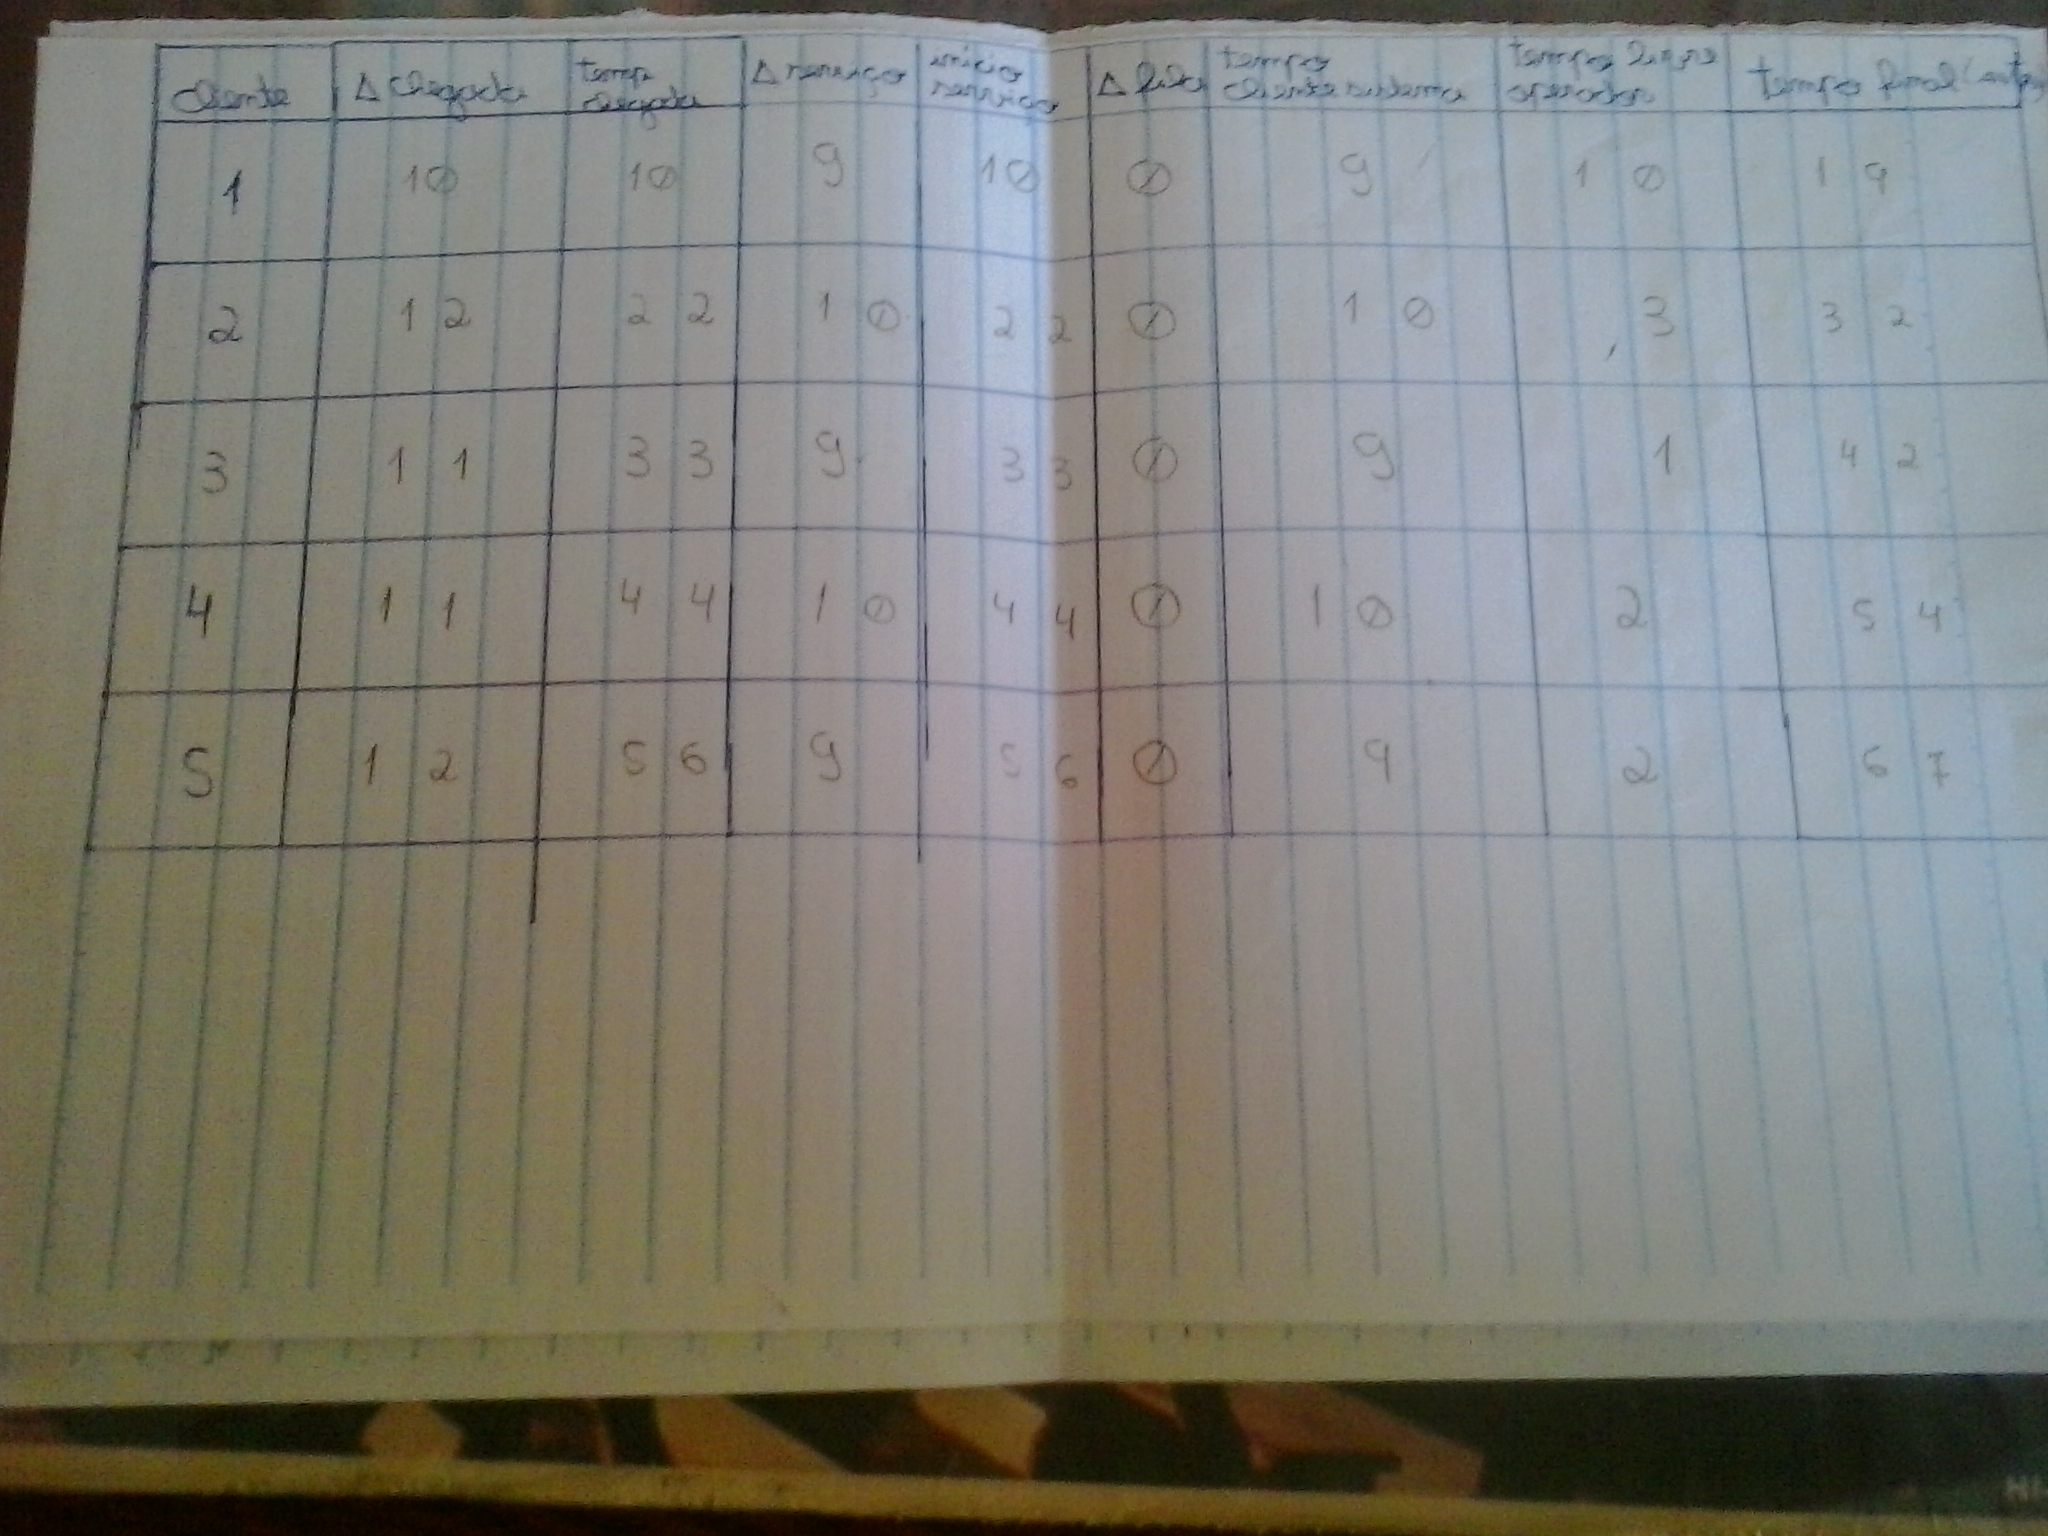 Cliente Δ chegada tempo chegada Δ serviço inicio serviço Δ fila tempo cliente sistema tempo livre operador tempo final
1 10 10 9 10 0 9 10 19
2 12 22 10 22 0 10 3 32
3 11 33 9 33 0 9 1 42
4 11 44 10 44 0 10 2 54
5 12 56 9 56 0 9 2 67